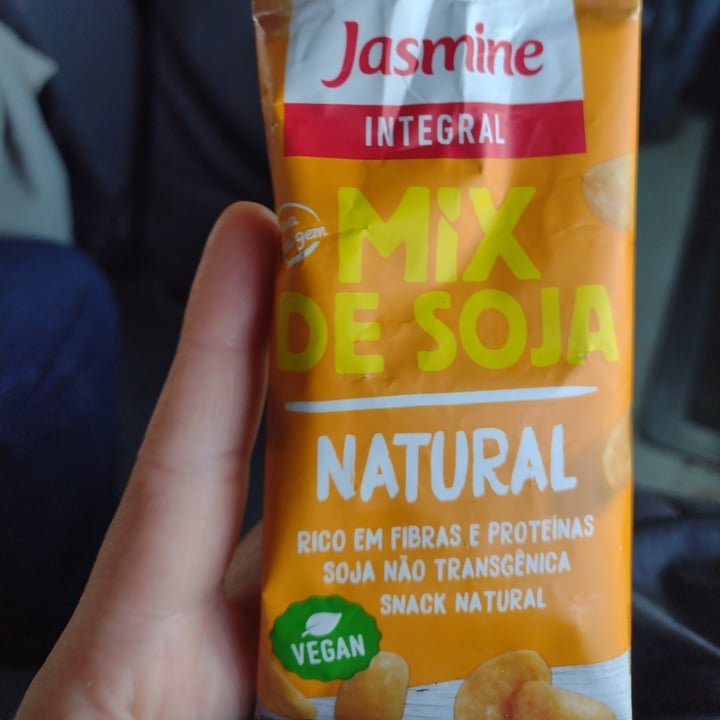 Jasmine
INTEGRAL
MIX
DE SOJA
NATURAL
RICO EM FIBRAS E PROTEÍNAS
SOJA NÃO TRANSGÊNICA
SNACK NATURAL
VEGAN